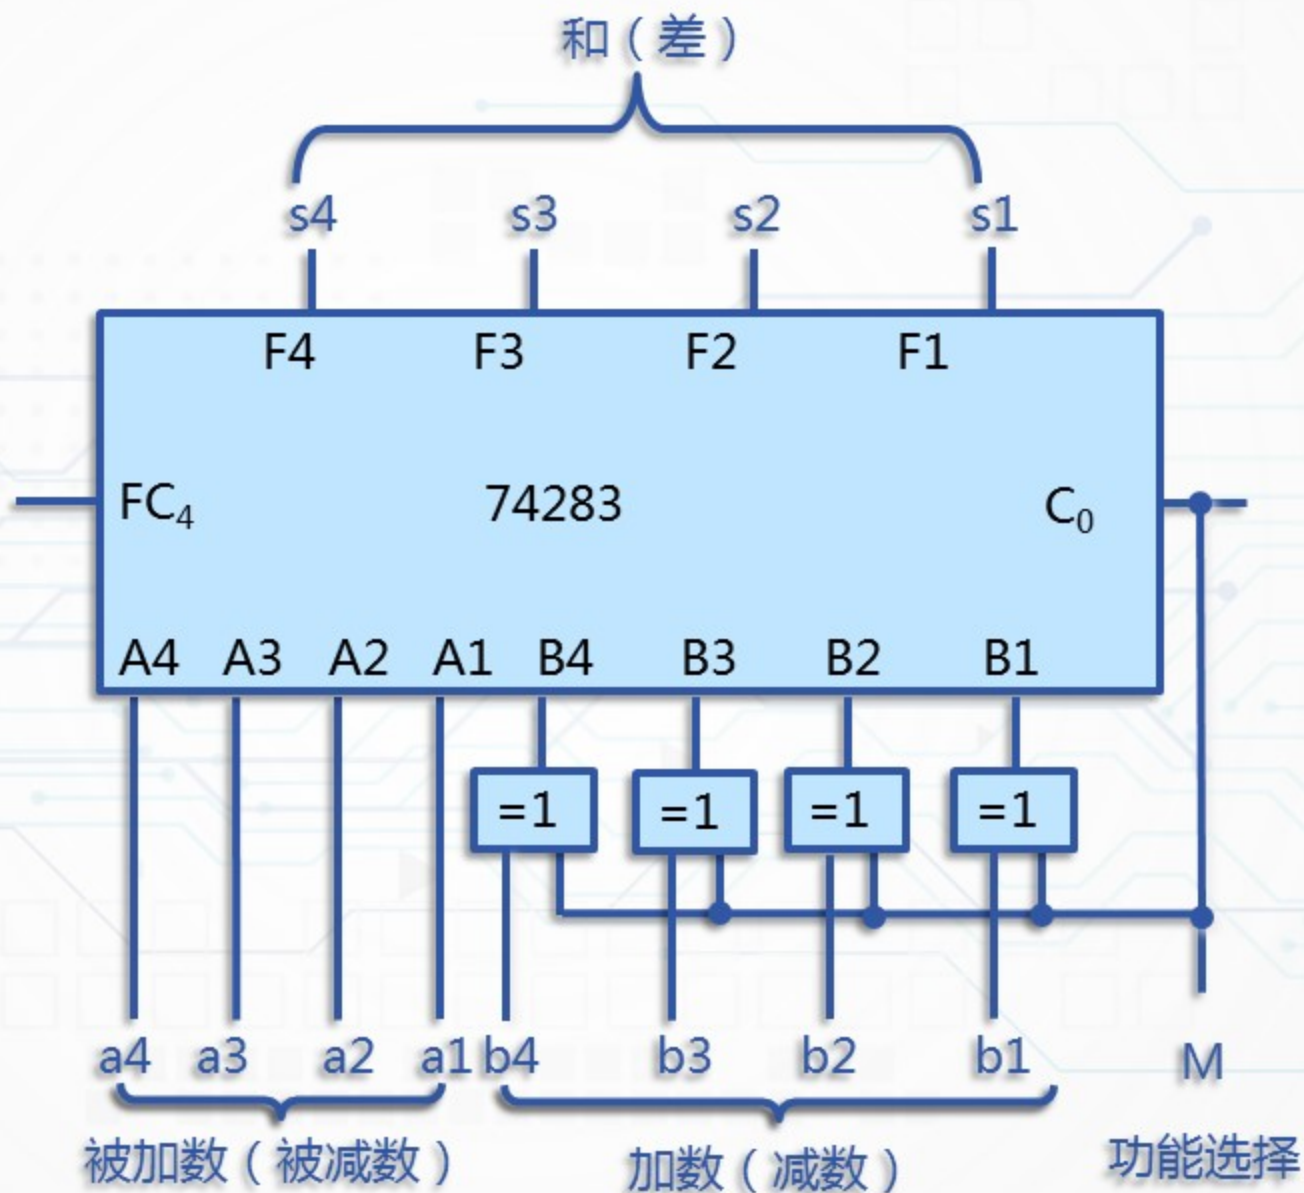 和（差）
s4 s3 s2 s1
F4 F3 F2 F1
FC₄ 74283 C₀
A4 A3 A2 A1 B4 B3 B2 B1
=1 =1 =1 =1
a4 a3 a2 a1 b4 b3 b2 b1 M
被加数（被减数） 加数（减数） 功能选择